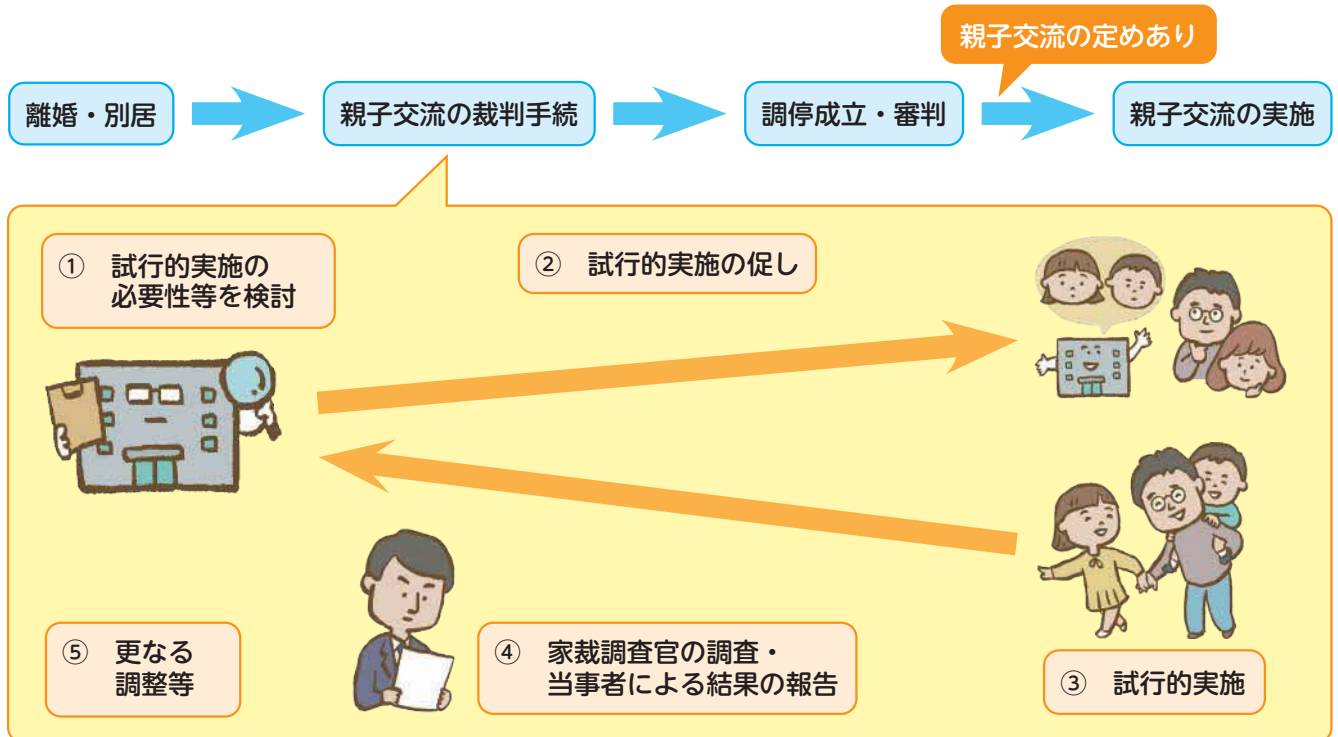 親子交流の定めあり
離婚・別居
親子交流の裁判手続
調停成立・審判
親子交流の実施
① 試行的実施の
必要性等を検討
② 試行的実施の促し
③ 試行的実施
④ 家裁調査官の調査・
当事者による結果の報告
⑤ 更なる
調整等